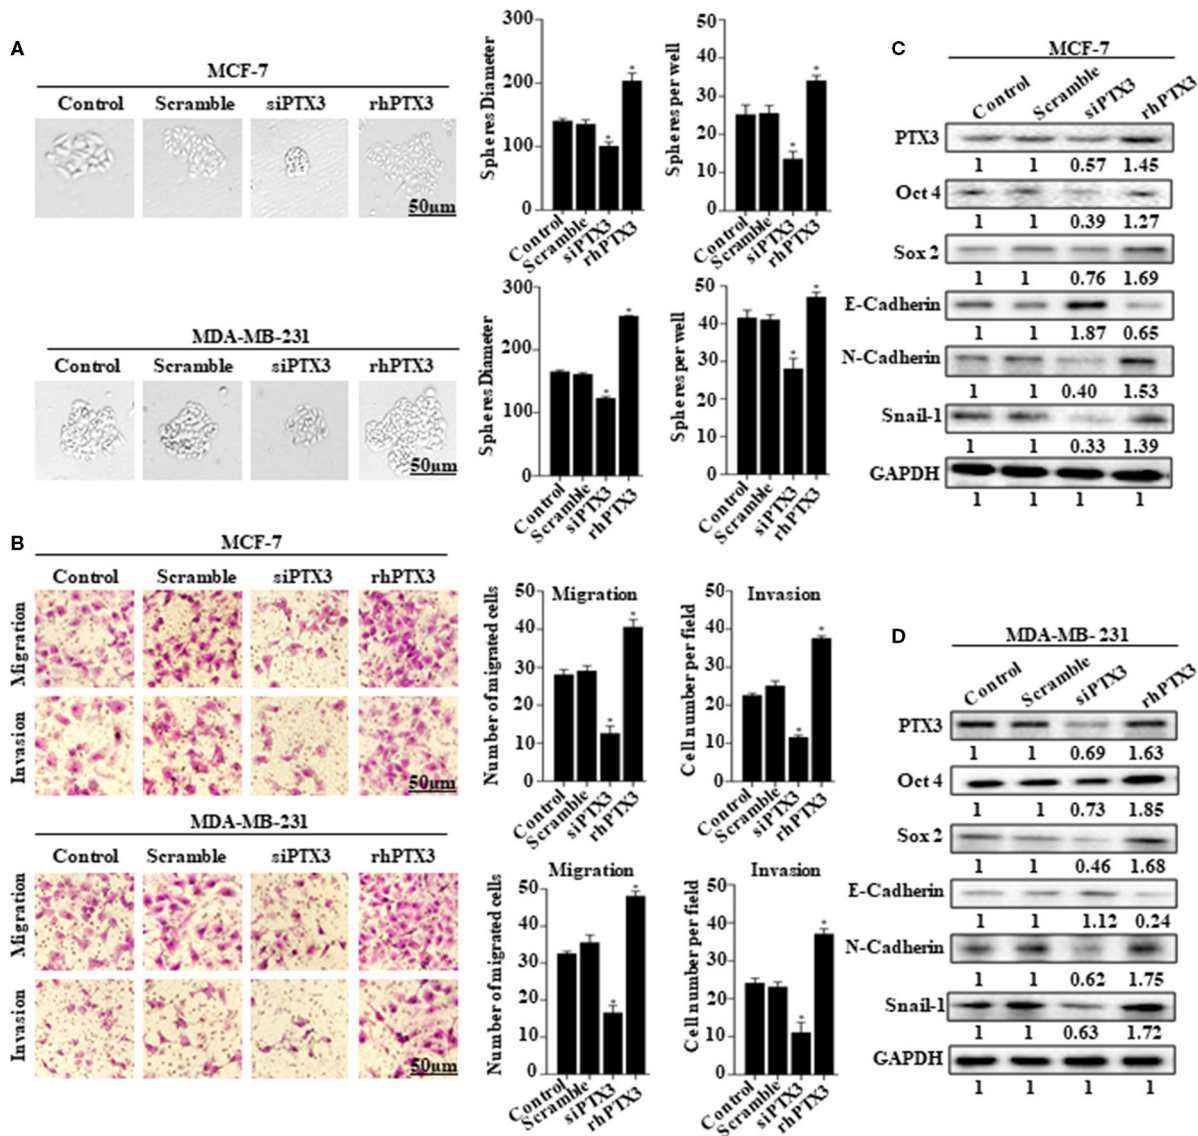 A
MCF-7
Control Scramble siPTX3 rhPTX3
50µm
MDA-MB-231
Control Scramble siPTX3 rhPTX3
50µm
Spheres Diameter
300
200
100
0
Control Scramble siPTX3 rhPTX3
*
*
Spheres per well
50
40
30
20
10
0
Control Scramble siPTX3 rhPTX3
*
*
Spheres Diameter
300
200
100
0
Control Scramble siPTX3 rhPTX3
*
*
Spheres per well
50
40
30
20
10
0
Control Scramble siPTX3 rhPTX3
*
*
B
MCF-7
Control Scramble siPTX3 rhPTX3
Migration
Invasion
50µm
MDA-MB-231
Control Scramble siPTX3 rhPTX3
Migration
Invasion
50µm
Migration
Number of migrated cells
50
40
30
20
10
0
Control Scramble siPTX3 rhPTX3
*
*
Invasion
Cell number per field
50
40
30
20
10
0
Control Scramble siPTX3 rhPTX3
*
*
Migration
Number of migrated cells
50
40
30
20
10
0
Control Scramble siPTX3 rhPTX3
*
*
Invasion
Cell number per field
50
40
30
20
10
0
Control Scramble siPTX3 rhPTX3
*
*
C
MCF-7
Control Scramble siPTX3 rhPTX3
PTX3
1 1 0.57 1.45
Oct 4
1 1 0.39 1.27
Sox 2
1 1 0.76 1.69
E-Cadherin
1 1 1.87 0.65
N-Cadherin
1 1 0.40 1.53
Snail-1
1 1 0.33 1.39
GAPDH
1 1 1 1
D
MDA-MB- 231
Control Scramble siPTX3 rhPTX3
PTX3
1 1 0.69 1.63
Oct 4
1 1 0.73 1.85
Sox 2
1 1 0.46 1.68
E-Cadherin
1 1 1.12 0.24
N-Cadherin
1 1 0.62 1.75
Snail-1
1 1 0.63 1.72
GAPDH
1 1 1 1